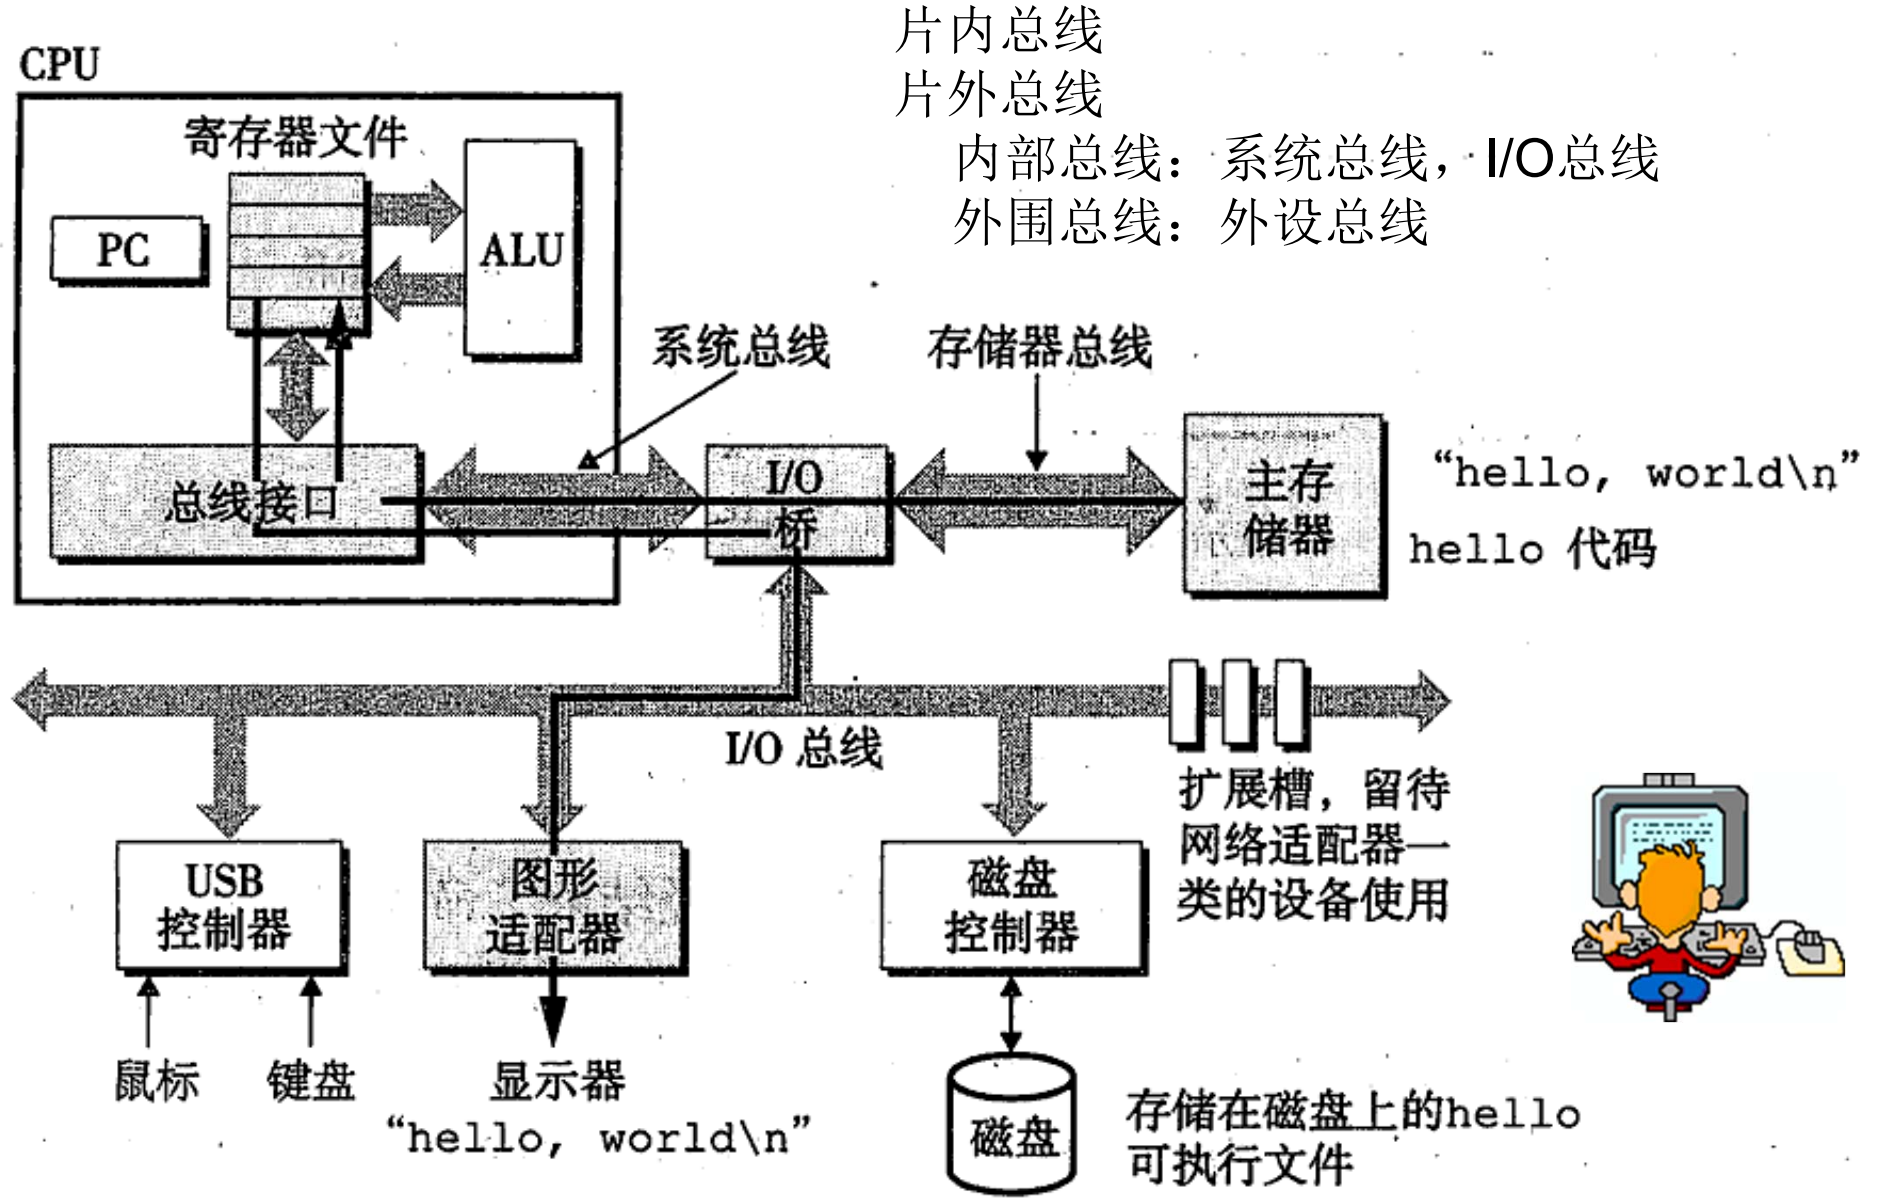 片内总线
片外总线
内部总线：系统总线，I/O总线
外围总线：外设总线
CPU
寄存器文件
PC
ALU
系统总线
存储器总线
总线接口
I/O
桥
主存
储器
“hello, world\n”
hello 代码
I/O 总线
扩展槽，留待
网络适配器一
类的设备使用
USB
控制器
图形
适配器
磁盘
控制器
鼠标
键盘
显示器
“hello, world\n”
磁盘
存储在磁盘上的hello
可执行文件